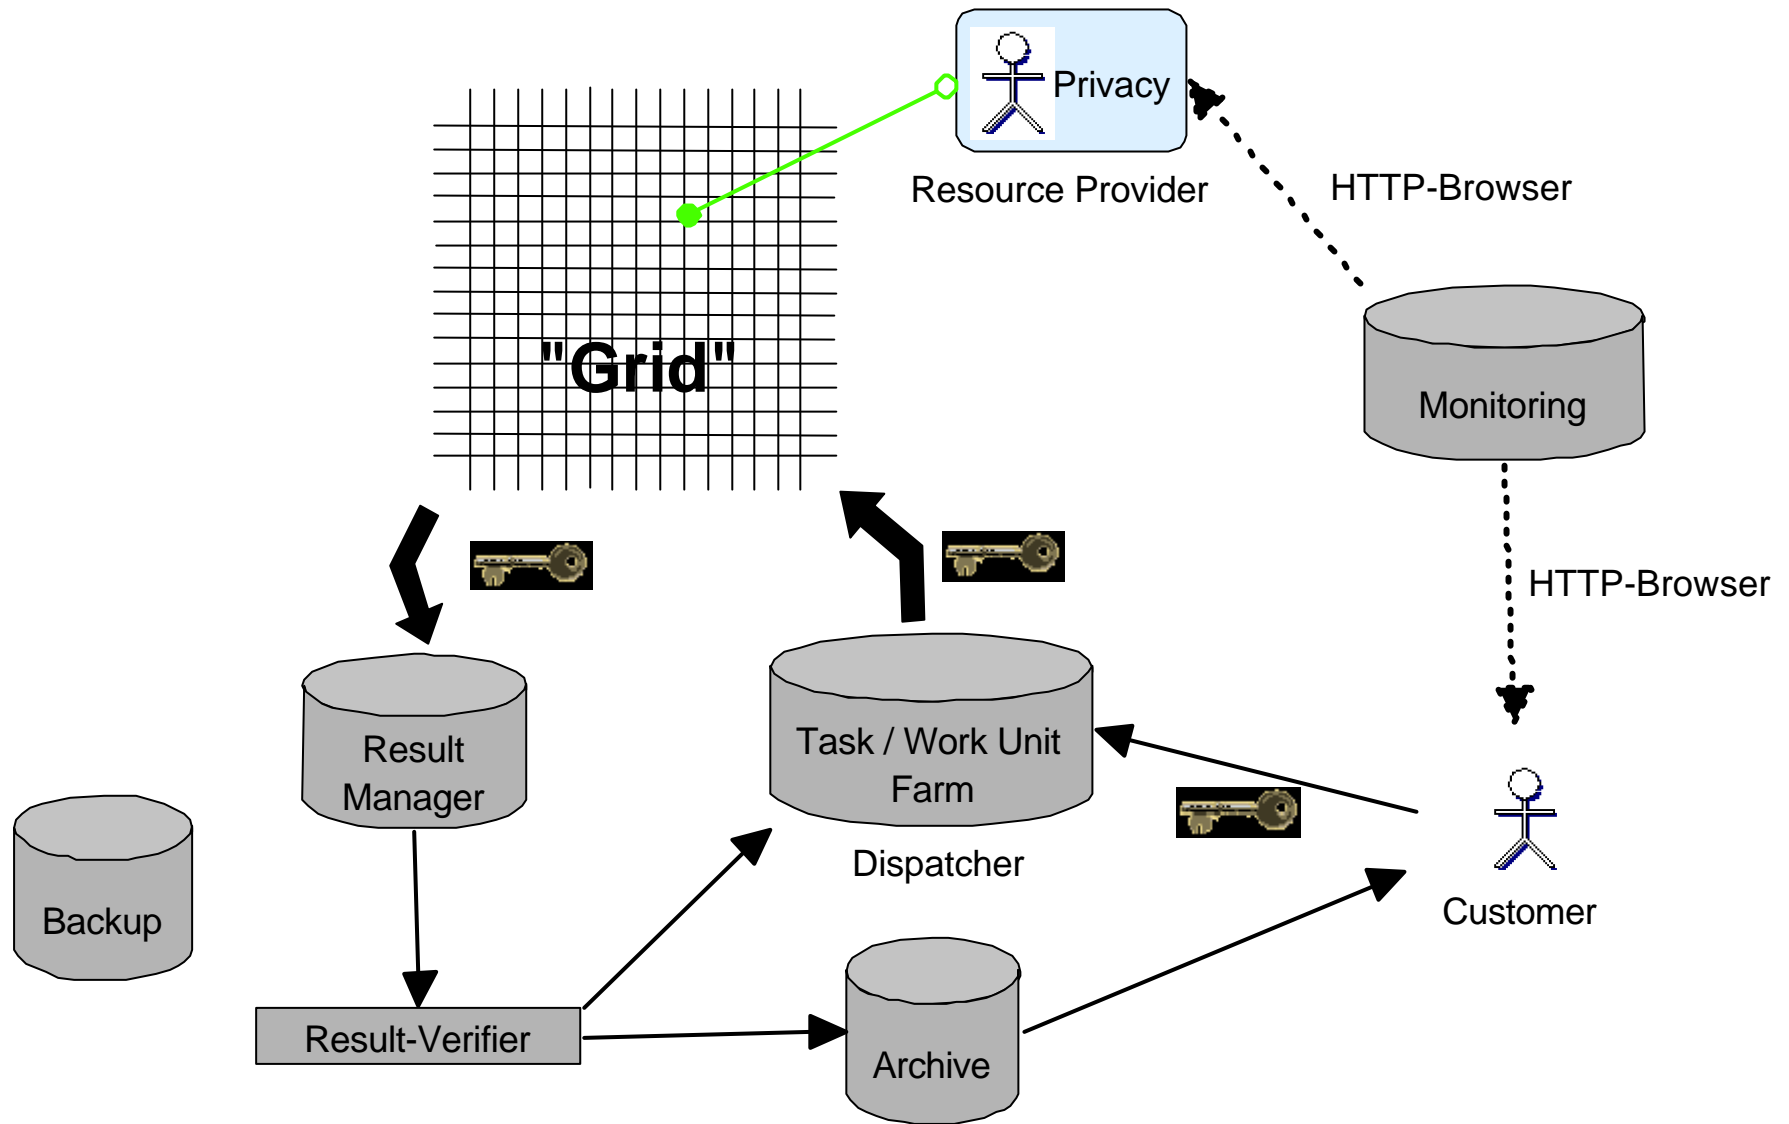 Privacy
Resource Provider
HTTP-Browser
"Grid"
Monitoring
HTTP-Browser
Result
Manager
Task / Work Unit
Farm
Dispatcher
Customer
Backup
Result-Verifier
Archive